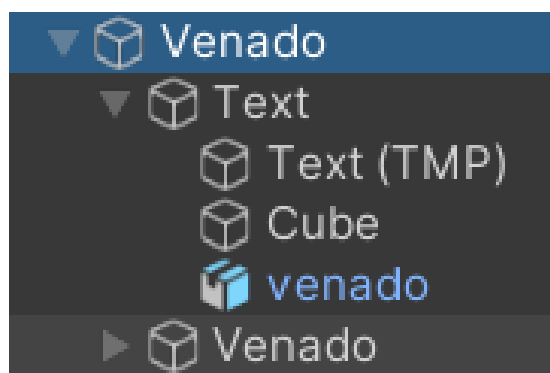 Venado
Text
Text (TMP)
Cube
venado
Venado